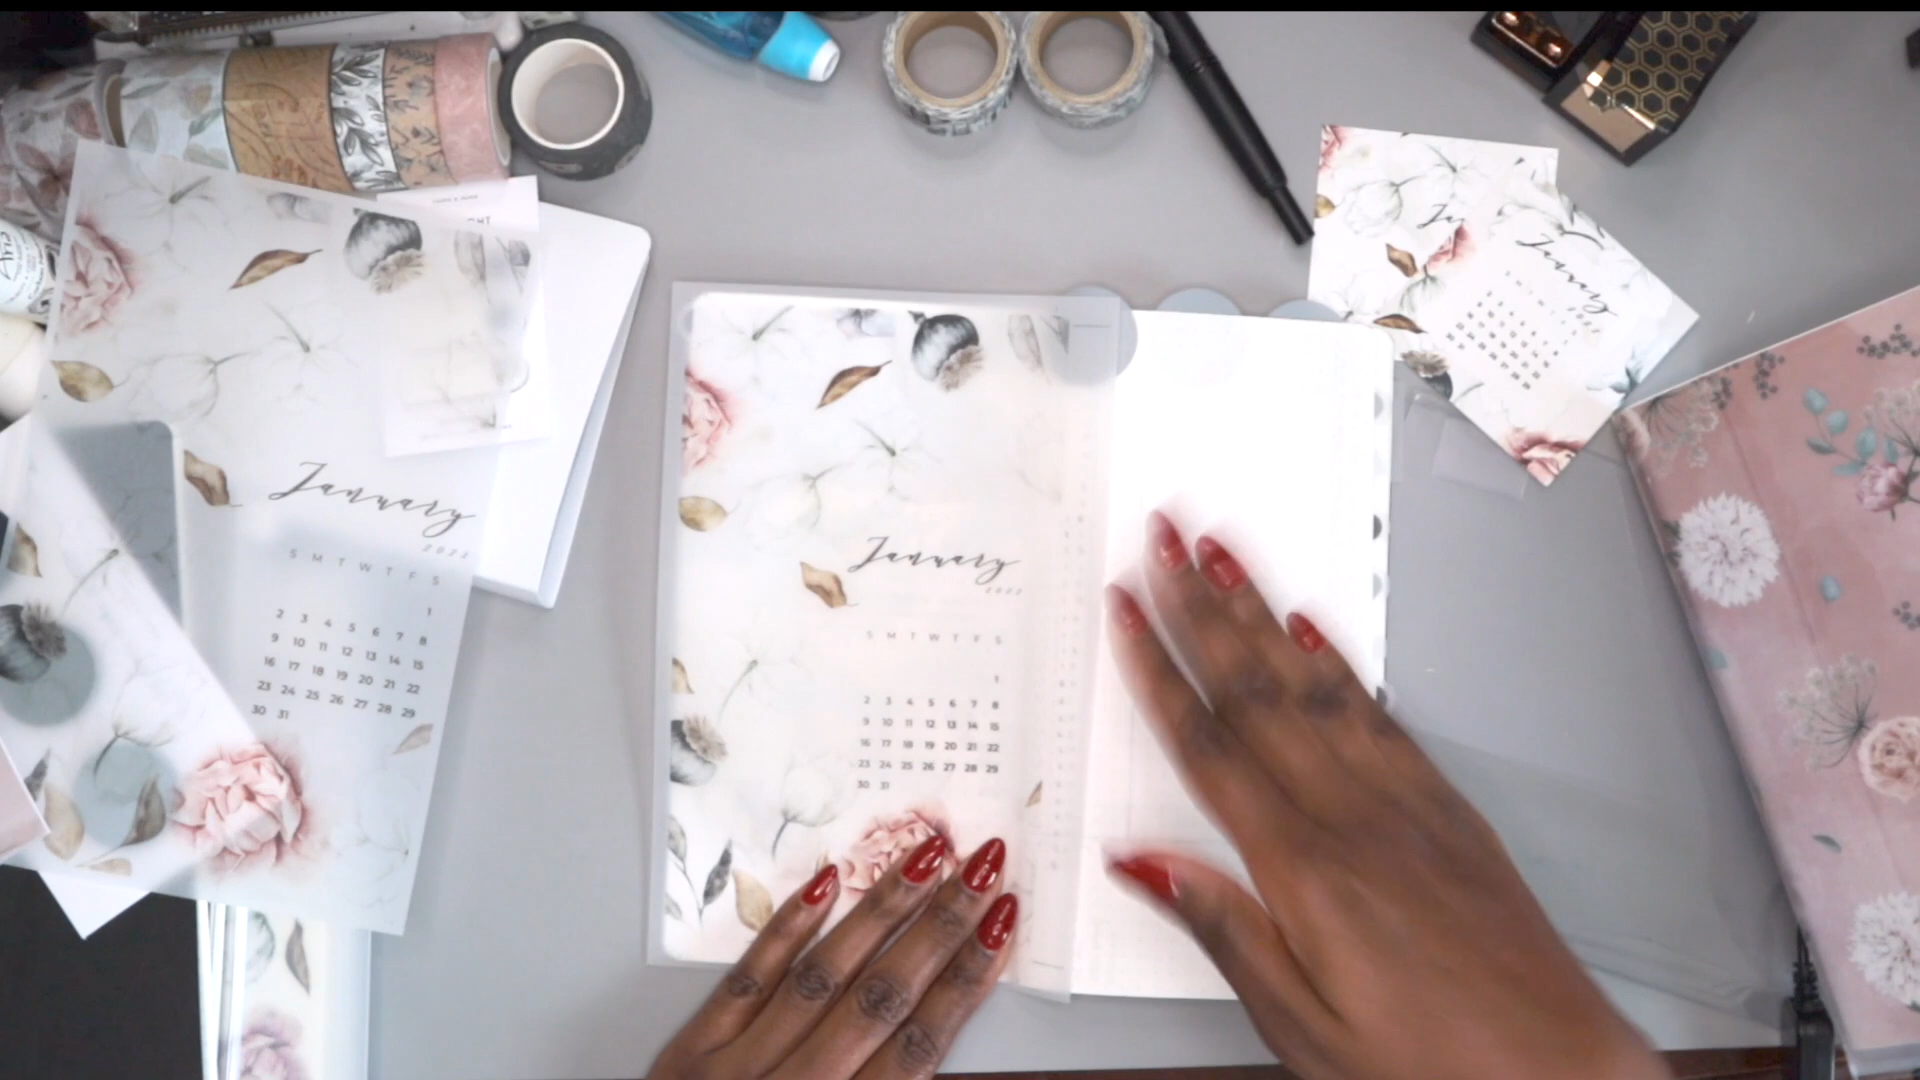 January
2022
S M T W T F S
1
2 3 4 5 6 7 8
9 10 11 12 13 14 15
16 17 18 19 20 21 22
23 24 25 26 27 28 29
30 31
January
2022
S M T W T F S
1
2 3 4 5 6 7 8
9 10 11 12 13 14 15
16 17 18 19 20 21 22
23 24 25 26 27 28 29
30 31
January